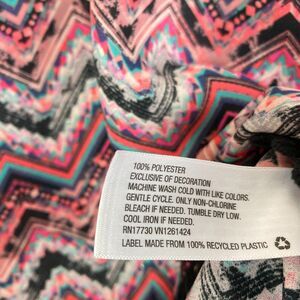 100% POLYESTER
EXCLUSIVE OF DECORATION
MACHINE WASH COLD WITH LIKE COLORS.
GENTLE CYCLE. ONLY NON-CHLORINE
BLEACH IF NEEDED. TUMBLE DRY LOW.
COOL IRON IF NEEDED.
RN17730 VN1261424
LABEL MADE FROM 100% RECYCLED PLASTIC